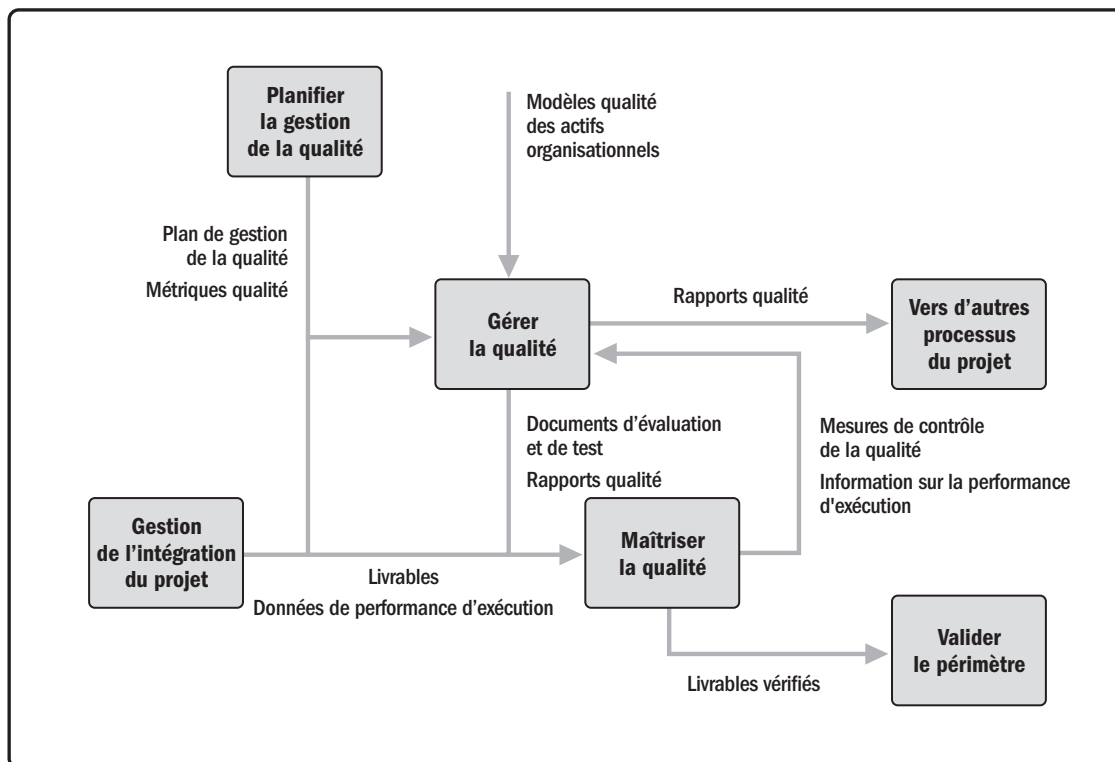 Planifier
la gestion
de la qualité
Modèles qualité
des actifs
organisationnels
Plan de gestion
de la qualité
Métriques qualité
Gérer
la qualité
Rapports qualité
Vers d’autres
processus
du projet
Documents d’évaluation
et de test
Rapports qualité
Mesures de contrôle
de la qualité
Information sur la performance
d'exécution
Gestion
de l’intégration
du projet
Livrables
Données de performance d’exécution
Maîtriser
la qualité
Livrables vérifiés
Valider
le périmètre